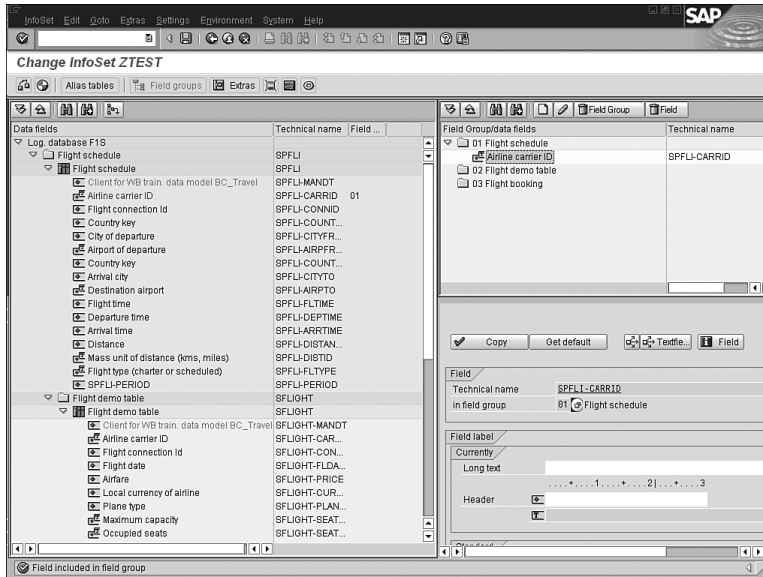 InfoSet Edit Goto Extras Settings Environment System Help
SAP
Change InfoSet ZTEST
Alias tables Field groups Extras
Field Group Field
Data fields Technical name Field ...
Log. database F1S
Flight schedule SPFLI
Flight schedule SPFLI
Client for WB train. data model BC_Travel SPFLI-MANDT
Airline carrier ID SPFLI-CARRID 01
Flight connection Id SPFLI-CONNID
Country key SPFLI-COUNT...
City of departure SPFLI-CITYFR...
Airport of departure SPFLI-AIRPFR...
Country key SPFLI-COUNT...
Arrival city SPFLI-CITYTO
Destination airport SPFLI-AIRPTO
Flight time SPFLI-FLTIME
Departure time SPFLI-DEPTIME
Arrival time SPFLI-ARRTIME
Distance SPFLI-DISTAN...
Mass unit of distance (kms, miles) SPFLI-DISTID
Flight type (charter or scheduled) SPFLI-FLTYPE
SPFLI-PERIOD SPFLI-PERIOD
Flight demo table SFLIGHT
Flight demo table SFLIGHT
Client for WB train. data model BC_Travel SFLIGHT-MANDT
Airline carrier ID SFLIGHT-CAR...
Flight connection Id SFLIGHT-CON...
Flight date SFLIGHT-FLDA...
Airfare SFLIGHT-PRICE
Local currency of airline SFLIGHT-CUR...
Plane type SFLIGHT-PLAN...
Maximum capacity SFLIGHT-SEAT...
Occupied seats SFLIGHT-SEAT...
Field Group/data fields Technical name
01 Flight schedule
Airline carrier ID SPFLI-CARRID
02 Flight demo table
03 Flight booking
Copy Get default Textfie... Field
Field
Technical name SPFLI-CARRID
in field group 01 Flight schedule
Field label
Currently
Long text
....+....1....+....2|...+....3
Header
Field included in field group